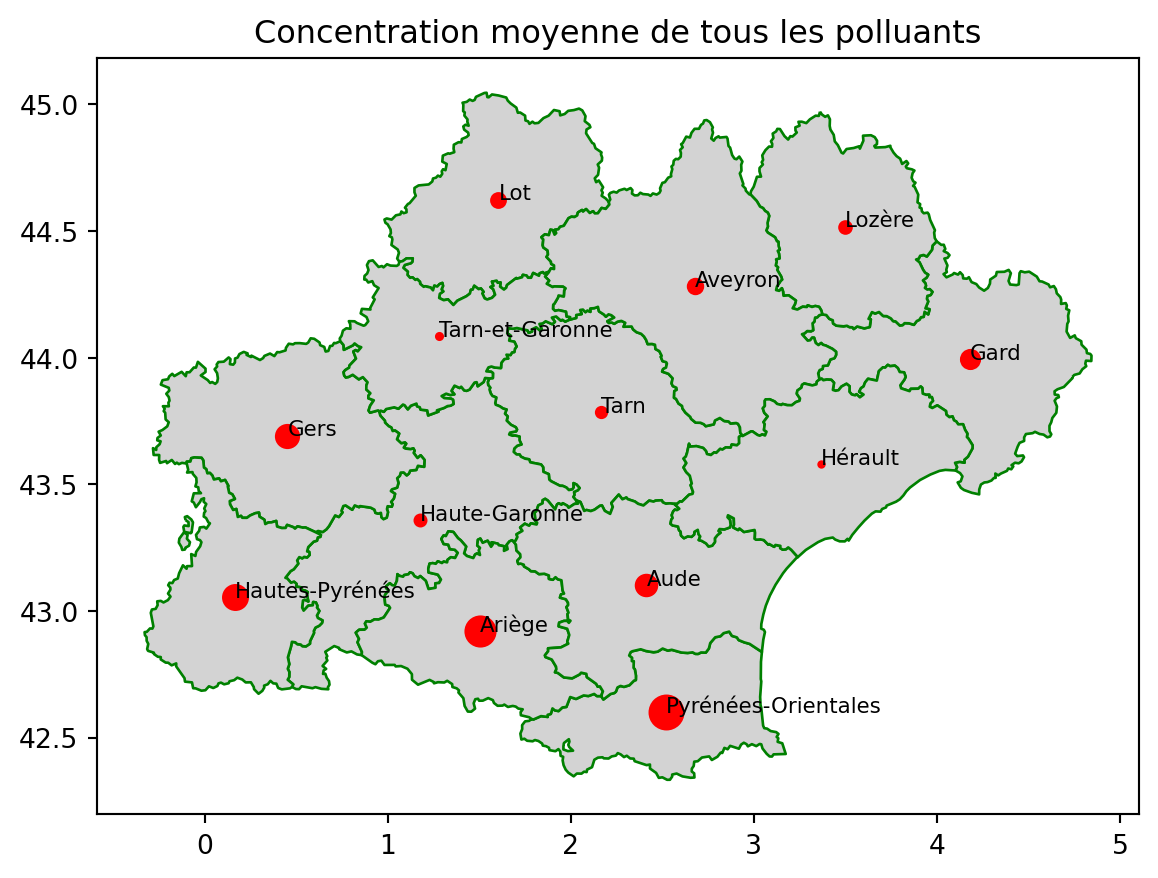 Concentration moyenne de tous les polluants
45.0
44.5
44.0
43.5
43.0
42.5
Lot
Lozère
Aveyron
Tarn-et-Garonne
Gard
Tarn
Gers
Hérault
Haute-Garonne
Aude
Hautes-Pyrénées
Ariège
Pyrénées-Orientales
0 1 2 3 4 5